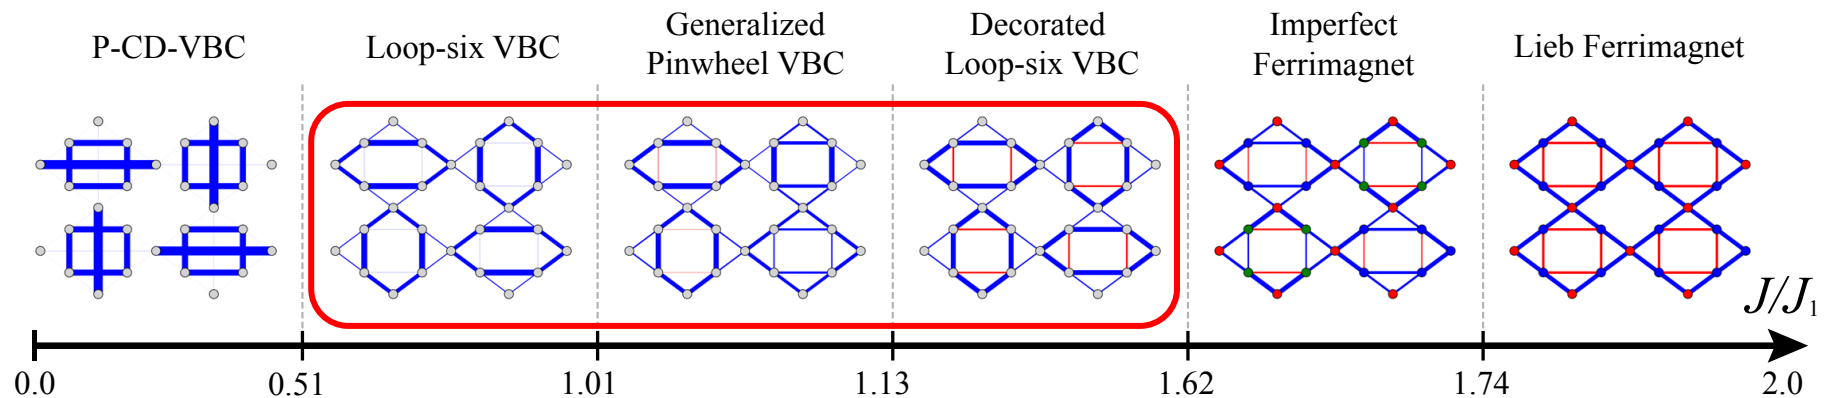 P-CD-VBC
Loop-six VBC
Generalized
Pinwheel VBC
Decorated
Loop-six VBC
Imperfect
Ferrimagnet
Lieb Ferrimagnet
J/J₁
0.0
0.51
1.01
1.13
1.62
1.74
2.0